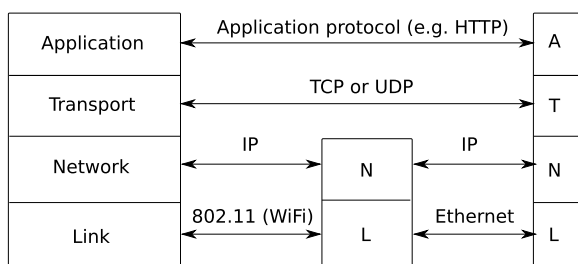 Application
Application protocol (e.g. HTTP)
A
Transport
TCP or UDP
T
Network
IP
N
IP
N
Link
802.11 (WiFi)
L
Ethernet
L